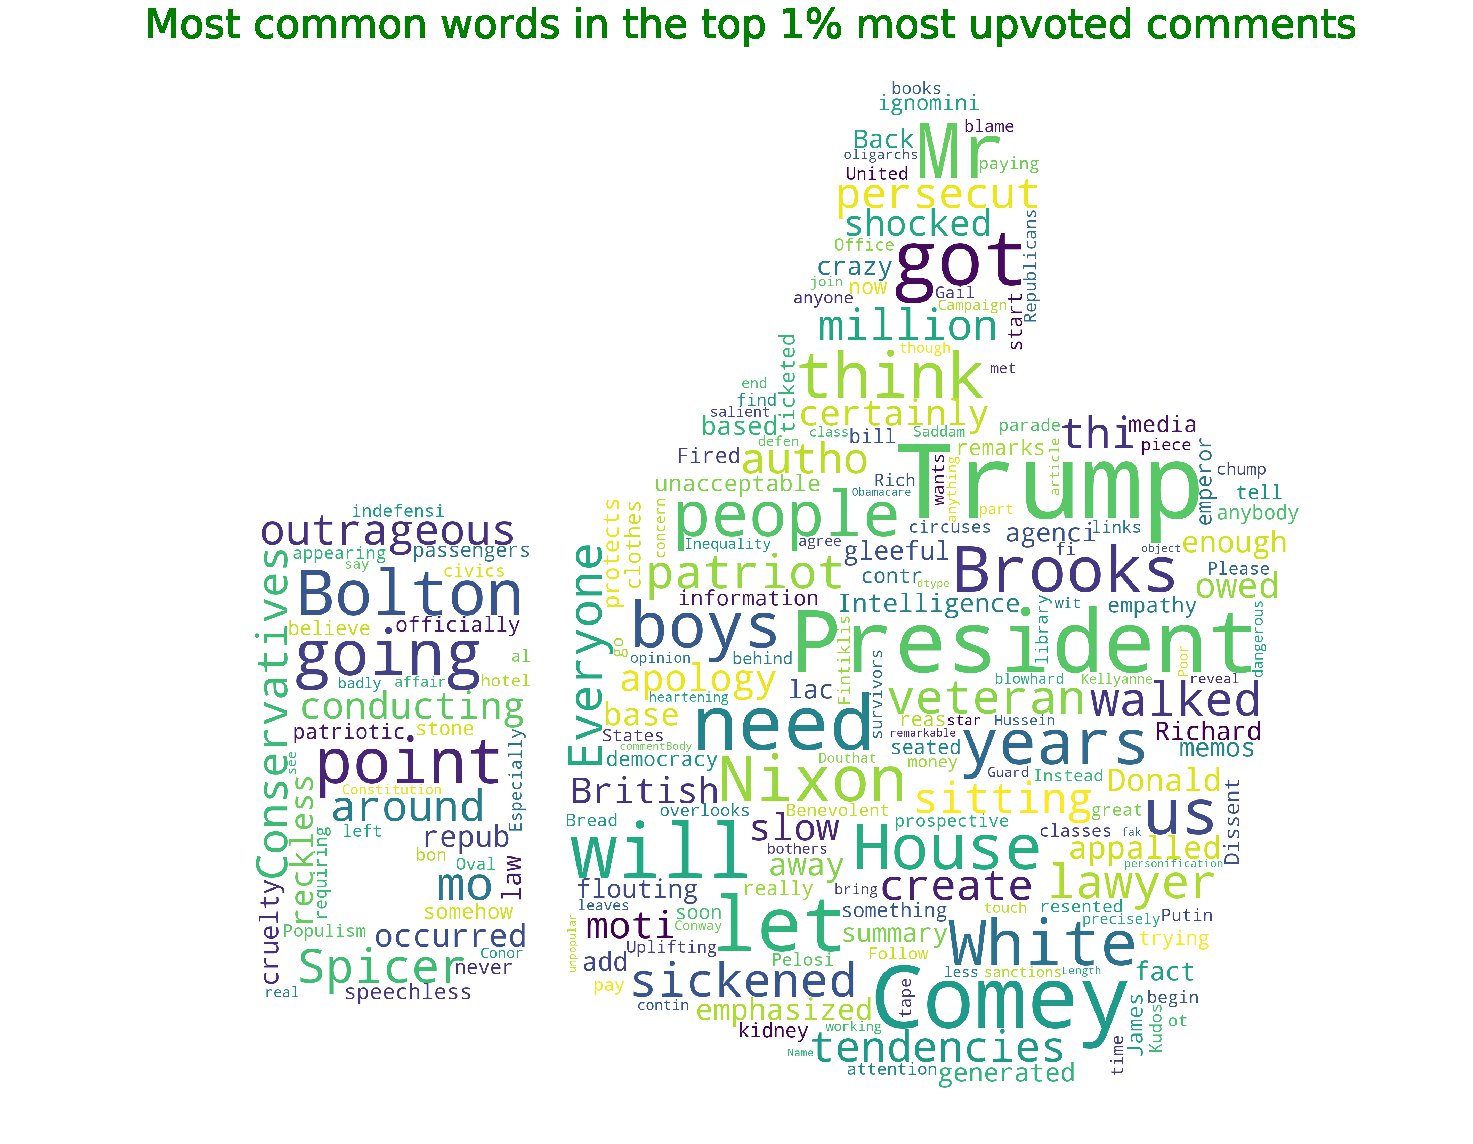 Most common words in the top 1% most upvoted comments
books
ignomini
blame
Mr
Back
oligarchs
paying
United
persecut
shocked
Republicans
Office
got
crazy
join
now
Gail
anyone
Campaign
start
million
though
ticketed
think
met
end
find
salient
certainly
based
class
bill
Saddam
parade
thi
media
defen
remarks
article
piece
Fired
autho
Trump
wants
anything
emperor
chump
unacceptable
Rich
Obamacare
part
tell
anybody
concern
people
circuses
agenci
links
protects
clothes
Inequality
agree
gleeful
fi
object
enough
patriot
contr
dtype
Brooks
Please
owed
information
Intelligence
library
wit
empathy
indefensi
outrageous
appearing
passengers
say
civics
Conservatives
Bolton
believe
officially
going
al
badly
affair
hotel
conducting
patriotic
stone
see
point
Especially
Constitution
reckless
around
left
repub
requiring
bon
Oval
law
mo
cruelty
somehow
Populism
occurred
Conor
Spicer
never
real
speechless
Everyone
boys
go
opinion
behind
Fintiklis
President
dangerous
survivors
blowhard
Kellyanne
Poor
reveal
apology
heartening
lac
veteran
walked
base
reas
star
Hussein
Richard
States
need
remarkable
seated
years
memos
commentBody
democracy
Douthat
money
Guard
Instead
Donald
Nixon
British
sitting
great
us
Dissent
Bread
overlooks
Benevolent
prospective
classes
fak
slow
bothers
House
appalled
will
away
personification
flouting
really
bring
create
lawyer
leaves
soon
something
touch
resented
precisely
Putin
unpopular
moti
Conway
let
summary
White
trying
Uplifting
Pelosi
Follow
add
less
sanctions
Length
fact
pay
sickened
Comey
tape
begin
contin
emphasized
James
Kudos
ot
kidney
working
Name
tendencies
time
attention
generated